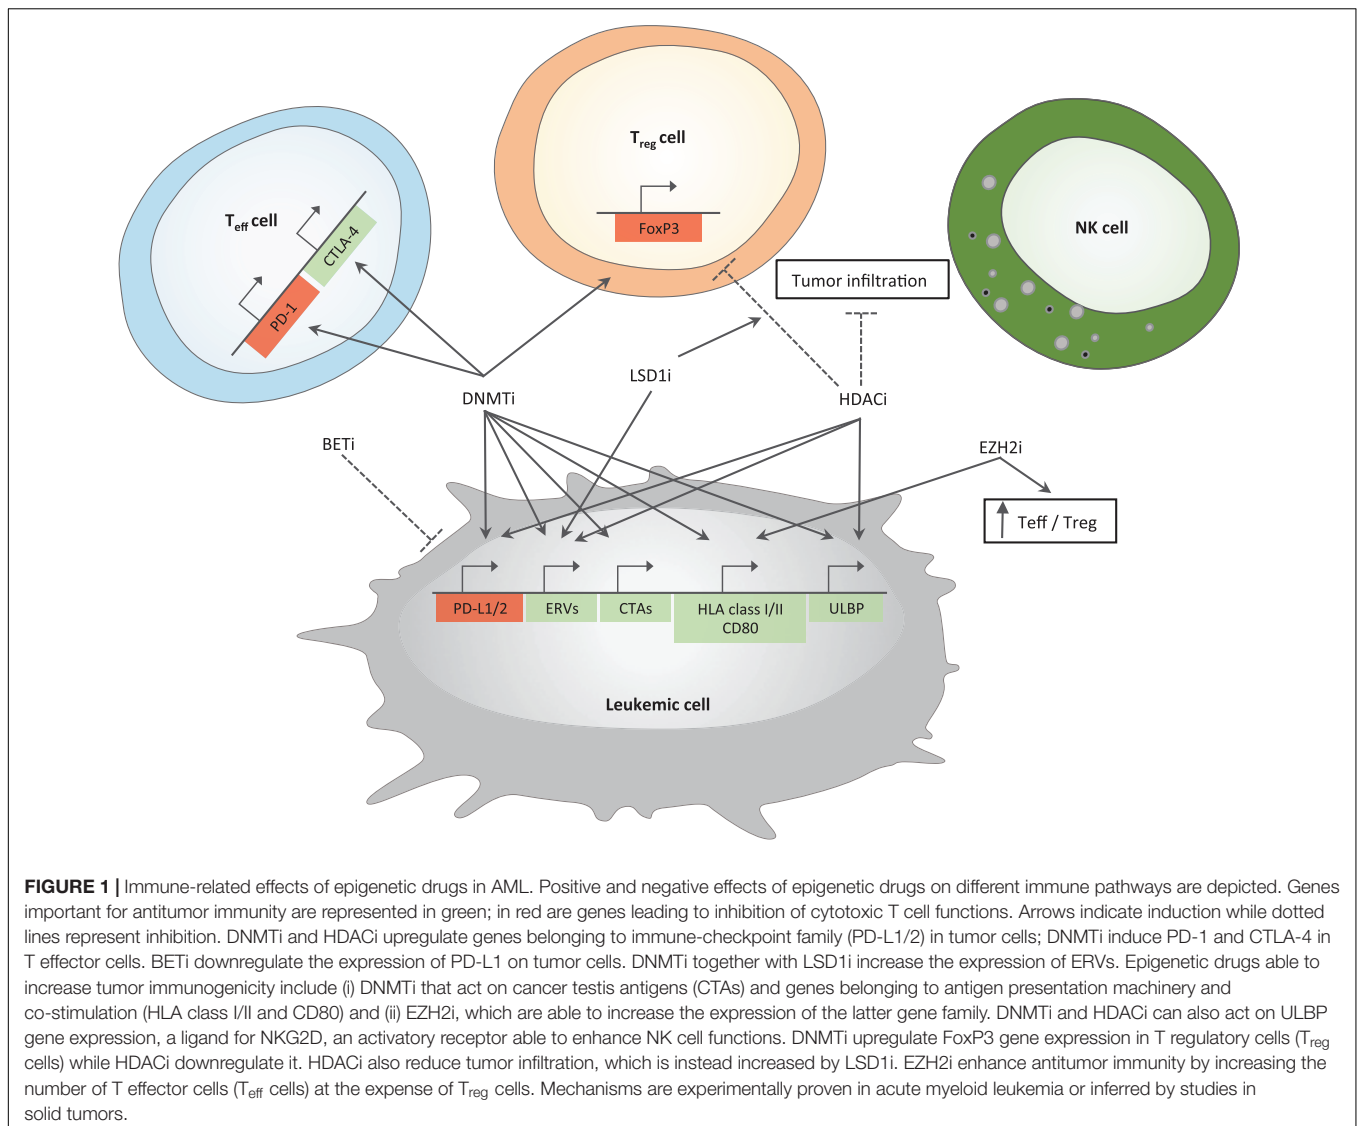 T_reg cell
FoxP3
T_eff cell
CTLA-4
PD-1
NK cell
Tumor infiltration
LSD1i
DNMTi
HDACi
BETi
EZH2i
Teff / Treg
PD-L1/2
ERVs
CTAs
HLA class I/II
CD80
ULBP
Leukemic cell
FIGURE 1 | Immune-related effects of epigenetic drugs in AML. Positive and negative effects of epigenetic drugs on different immune pathways are depicted. Genes
important for antitumor immunity are represented in green; in red are genes leading to inhibition of cytotoxic T cell functions. Arrows indicate induction while dotted
lines represent inhibition. DNMTi and HDACi upregulate genes belonging to immune-checkpoint family (PD-L1/2) in tumor cells; DNMTi induce PD-1 and CTLA-4 in
T effector cells. BETi downregulate the expression of PD-L1 on tumor cells. DNMTi together with LSD1i increase the expression of ERVs. Epigenetic drugs able to
increase tumor immunogenicity include (i) DNMTi that act on cancer testis antigens (CTAs) and genes belonging to antigen presentation machinery and
co-stimulation (HLA class I/II and CD80) and (ii) EZH2i, which are able to increase the expression of the latter gene family. DNMTi and HDACi can also act on ULBP
gene expression, a ligand for NKG2D, an activatory receptor able to enhance NK cell functions. DNMTi upregulate FoxP3 gene expression in T regulatory cells (T_reg
cells) while HDACi downregulate it. HDACi also reduce tumor infiltration, which is instead increased by LSD1i. EZH2i enhance antitumor immunity by increasing the
number of T effector cells (T_eff cells) at the expense of T_reg cells. Mechanisms are experimentally proven in acute myeloid leukemia or inferred by studies in
solid tumors.